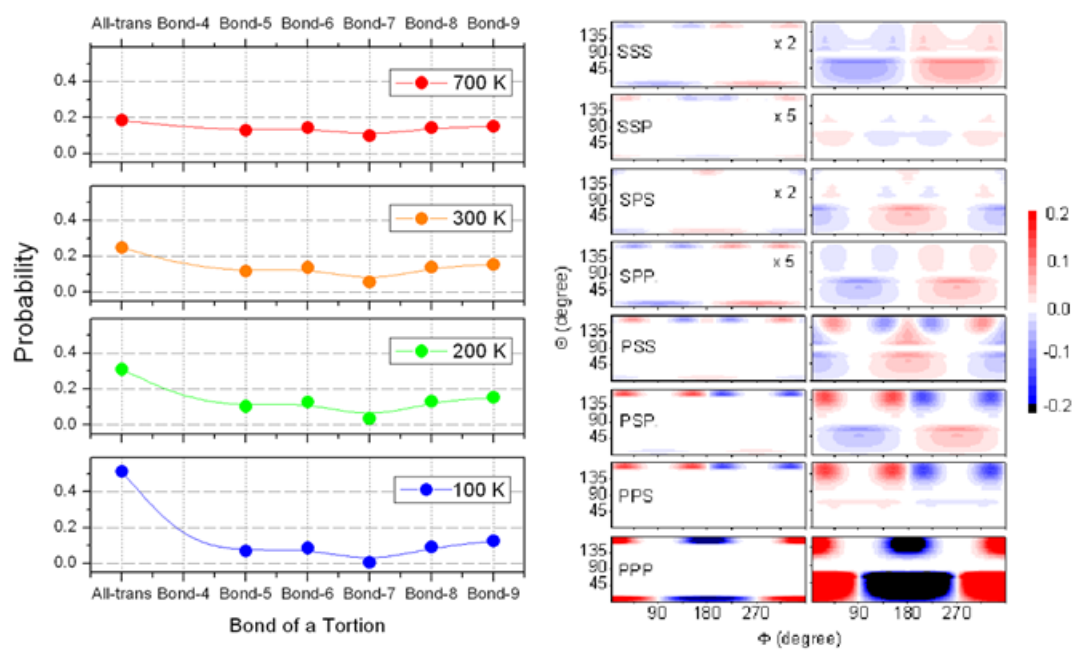 All-trans Bond-4 Bond-5 Bond-6 Bond-7 Bond-8 Bond-9
0.4
0.2
0.0
700 K
0.4
0.2
0.0
300 K
0.4
0.2
0.0
200 K
0.4
0.2
0.0
100 K
All-trans Bond-4 Bond-5 Bond-6 Bond-7 Bond-8 Bond-9
Probability
Bond of a Tortion
135
90
45
SSS
x 2
135
90
45
SSP
x 5
135
90
45
SPS
x 2
135
90
45
SPP
x 5
135
90
45
PSS
135
90
45
PSP
135
90
45
PPS
135
90
45
PPP
90 180 270
90 180 270
Θ (degree)
Φ (degree)
0.2
0.1
0.0
-0.1
-0.2